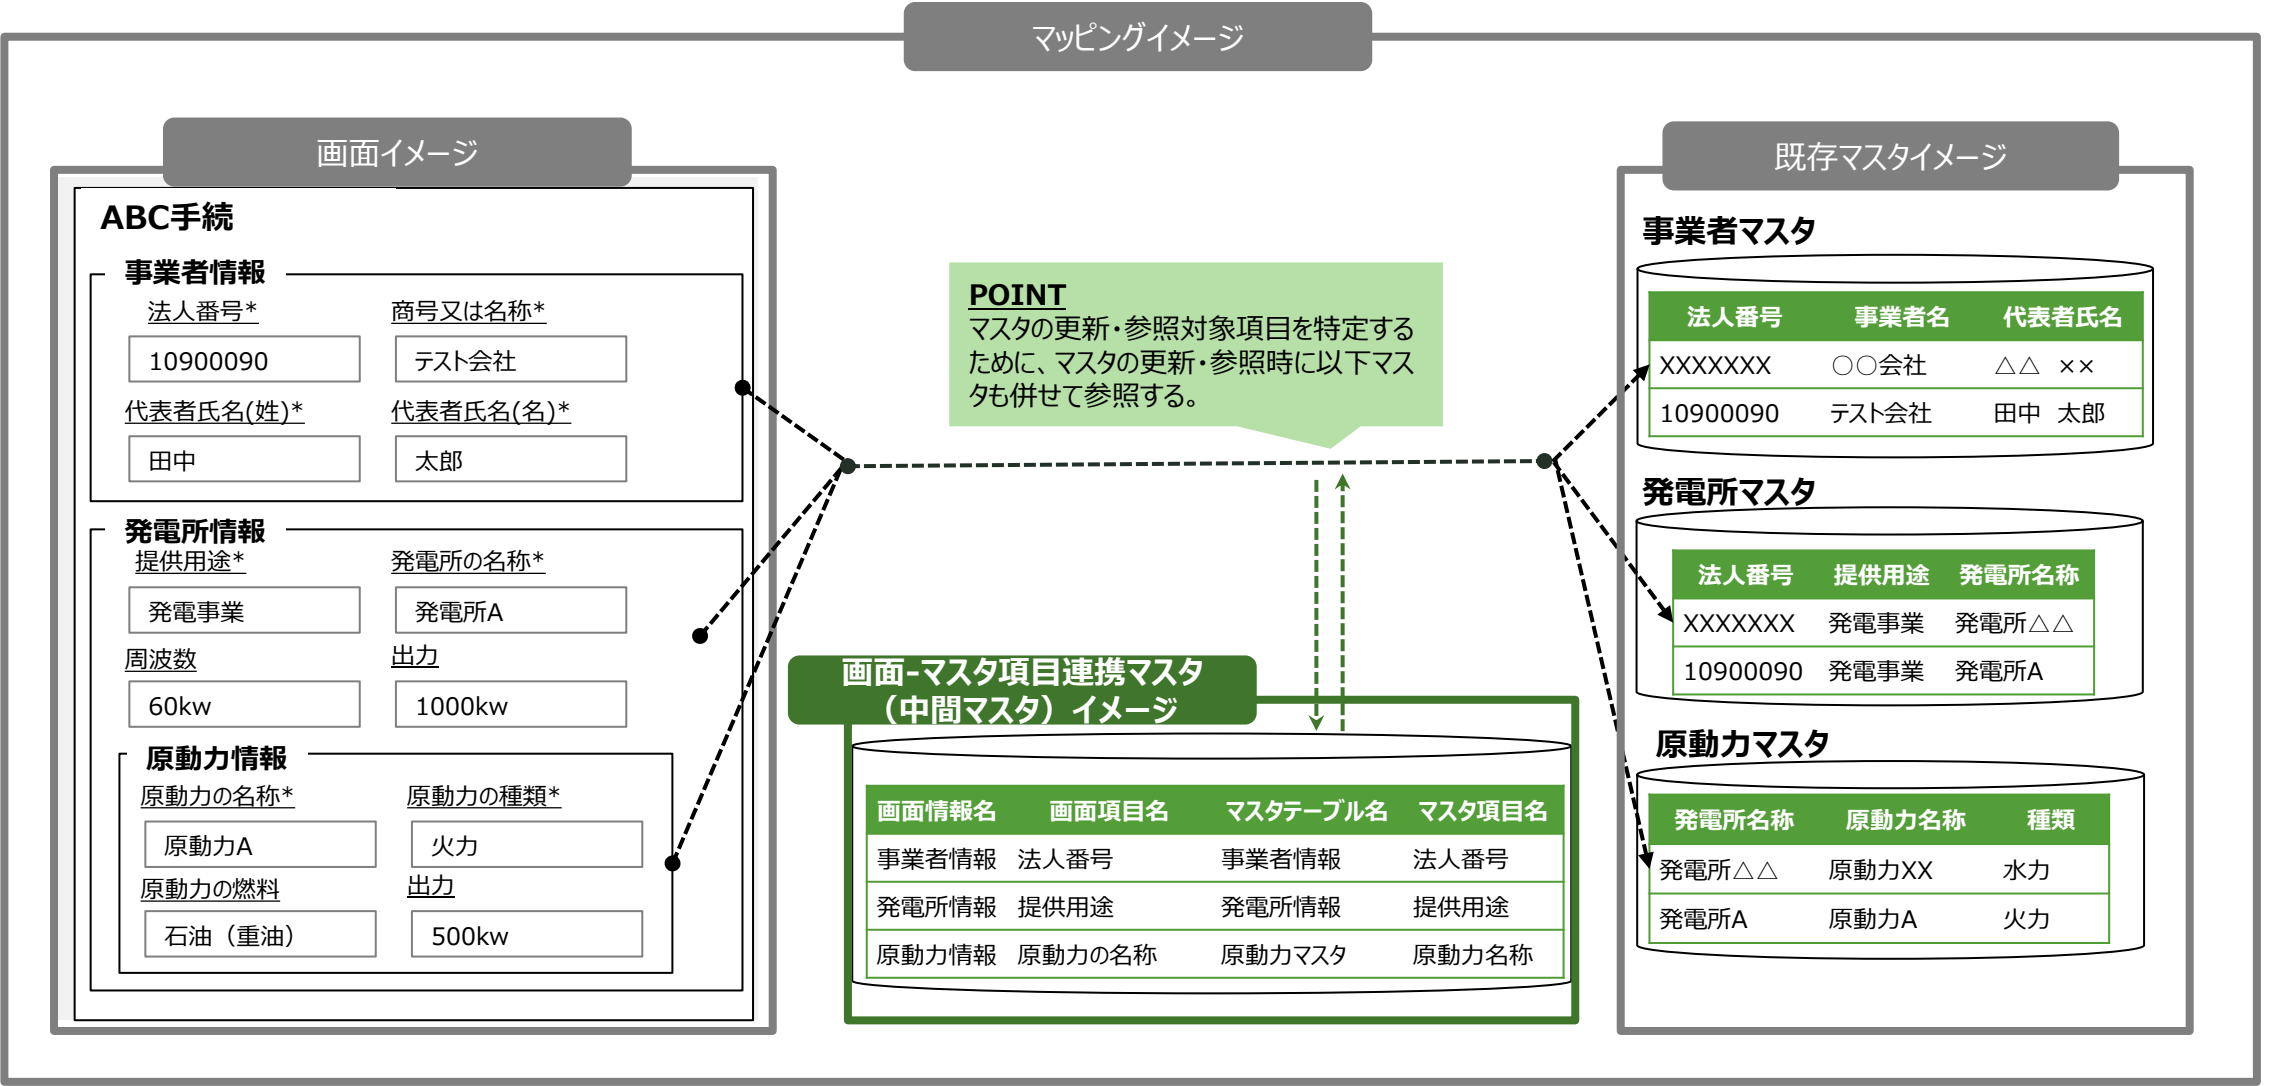 マッピングイメージ
画面イメージ
ABC手続
事業者情報
法人番号* 商号又は名称*
10900090 テスト会社
代表者氏名(姓)* 代表者氏名(名)*
田中 太郎
発電所情報
提供用途* 発電所の名称*
発電事業 発電所A
周波数 出力
60kw 1000kw
原動力情報
原動力の名称* 原動力の種類*
原動力A 火力
原動力の燃料 出力
石油（重油） 500kw
POINT
マスタの更新・参照対象項目を特定する
ために、マスタの更新・参照時に以下マス
タも併せて参照する。
画面-マスタ項目連携マスタ
（中間マスタ）イメージ
画面情報名 画面項目名 マスタテーブル名 マスタ項目名
事業者情報 法人番号 事業者情報 法人番号
発電所情報 提供用途 発電所情報 提供用途
原動力情報 原動力の名称 原動力マスタ 原動力名称
既存マスタイメージ
事業者マスタ
法人番号 事業者名 代表者氏名
XXXXXXX 〇〇会社 △△ ××
10900090 テスト会社 田中 太郎
発電所マスタ
法人番号 提供用途 発電所名称
XXXXXXX 発電事業 発電所△△
10900090 発電事業 発電所A
原動力マスタ
発電所名称 原動力名称 種類
発電所△△ 原動力XX 水力
発電所A 原動力A 火力